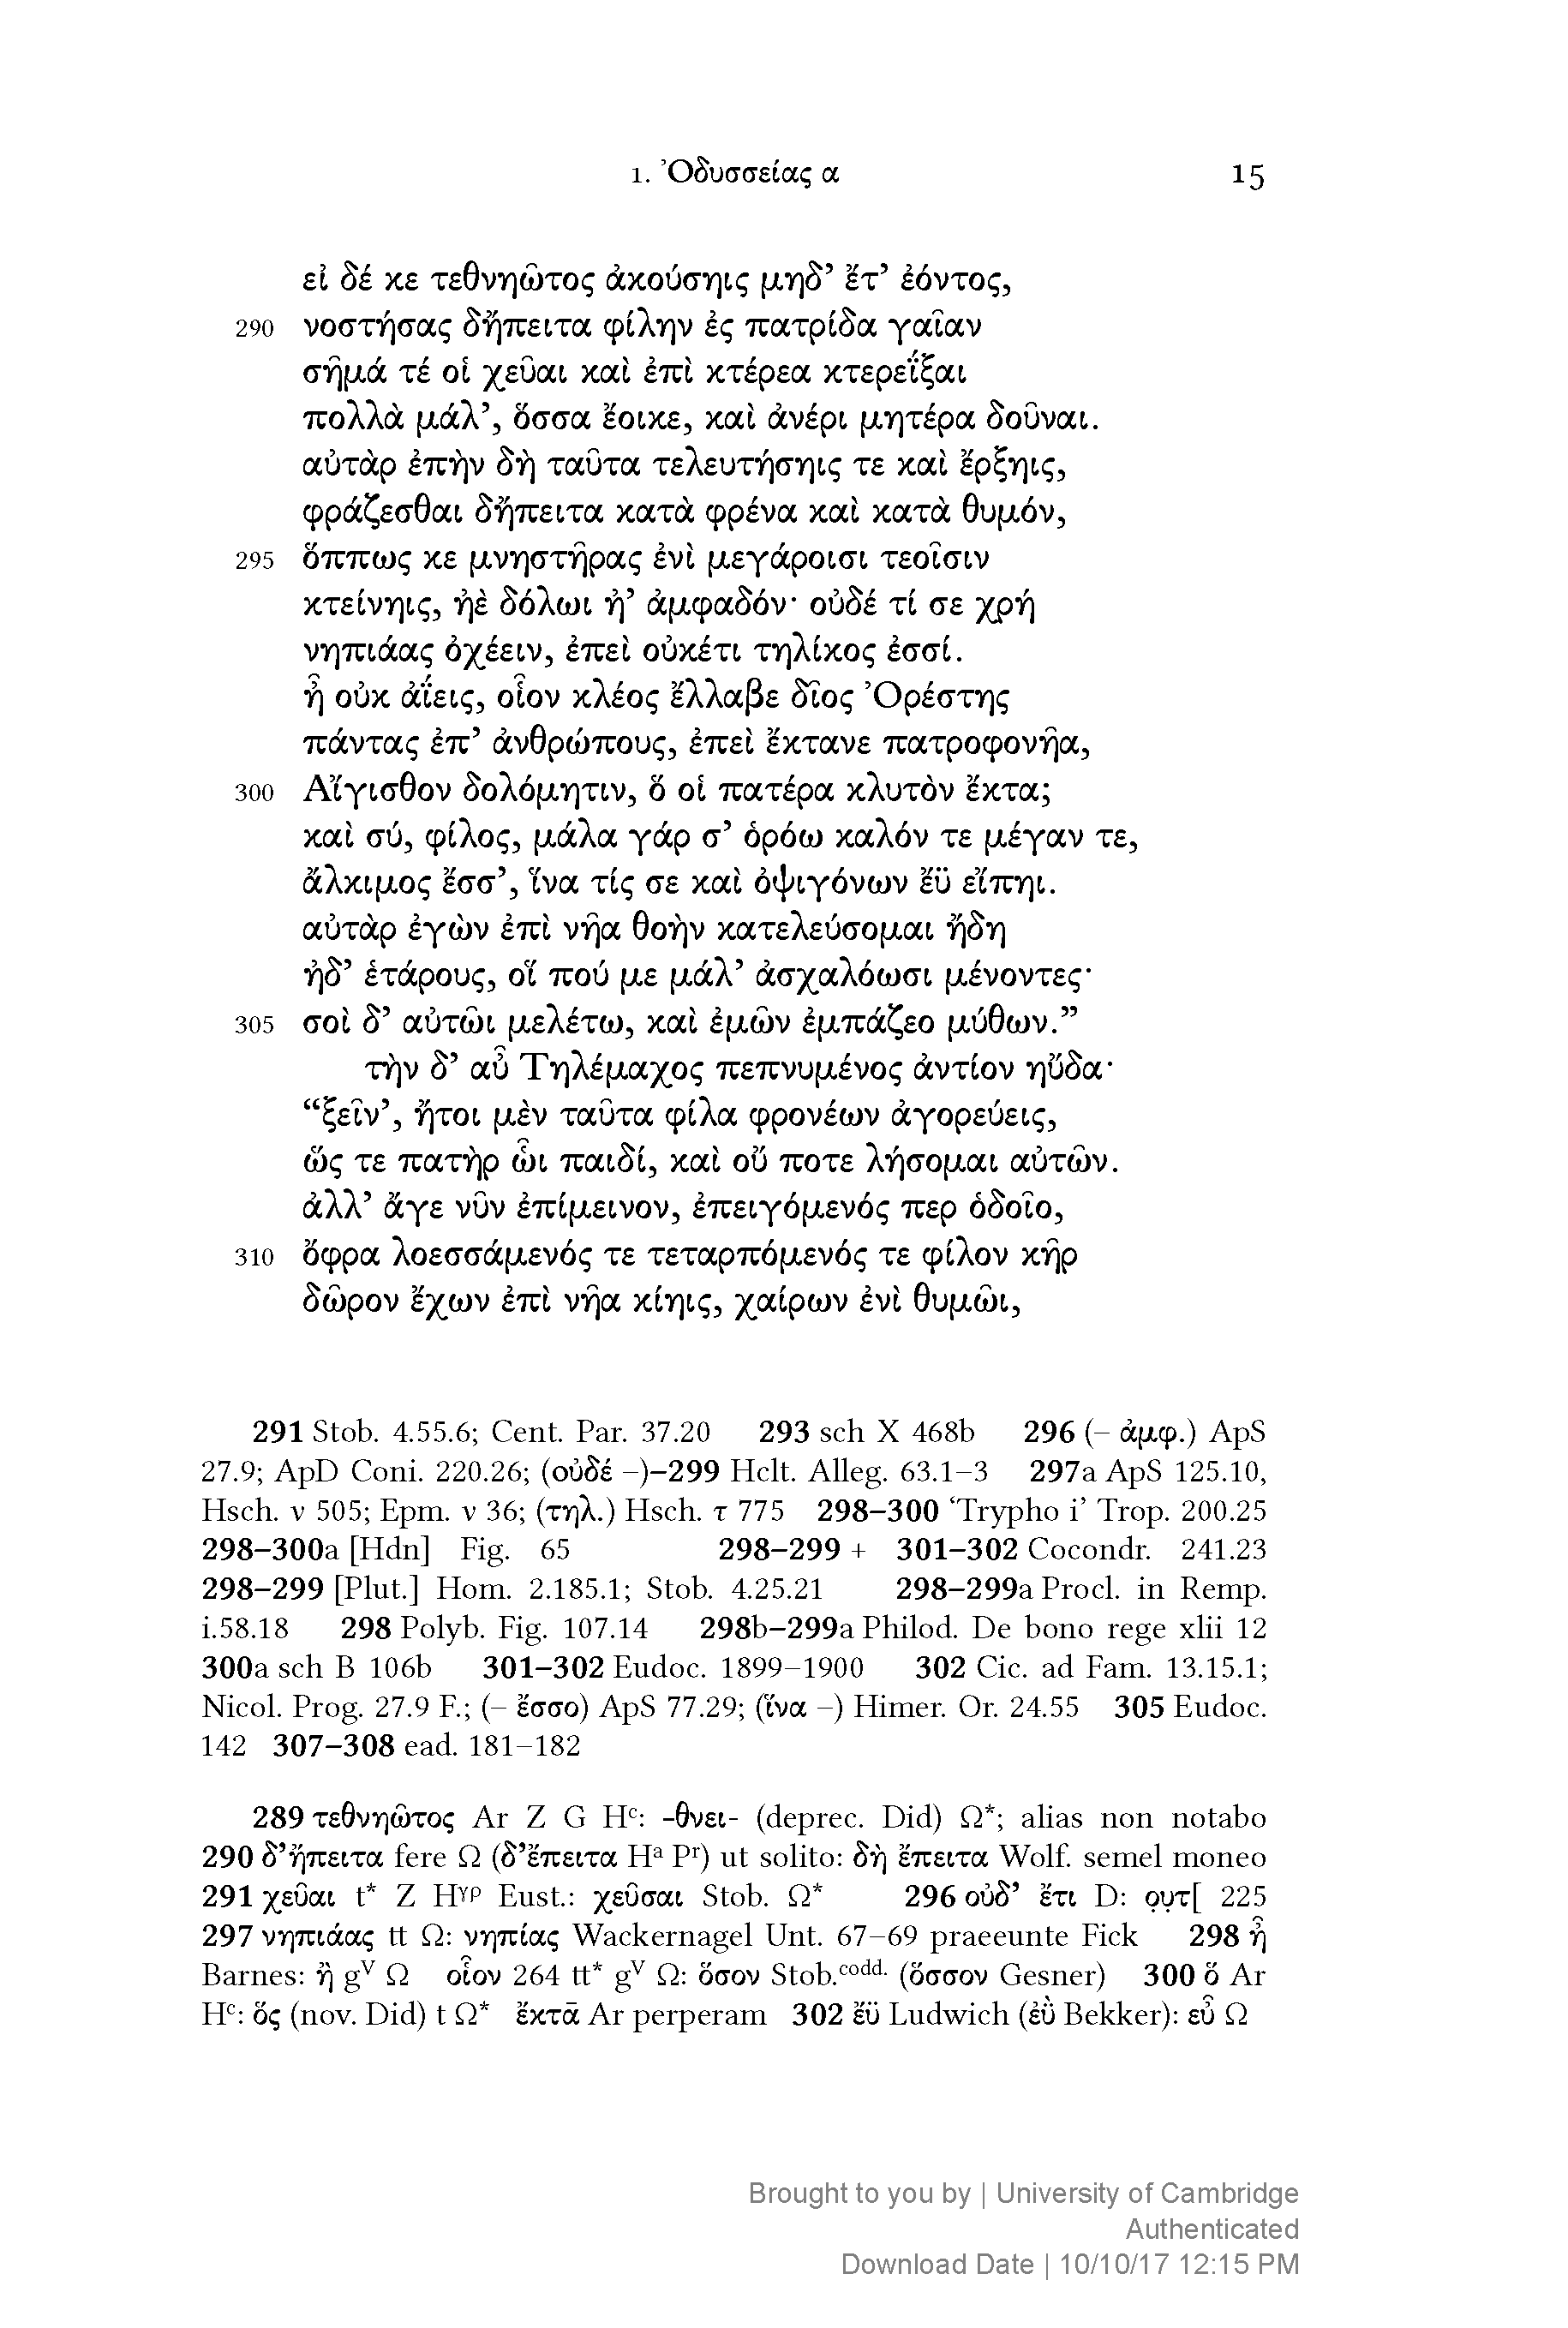 1. Ὀδυσσείας α 15
εἰ δέ κε τεθνηῶτος ἀκούσηις μηδ’ ἔτ’ ἐόντος,
290 νοστήσας δἤπειτα φίλην ἐς πατρίδα γαῖαν
σῆμά τέ οἱ χεῦαι καὶ ἐπὶ κτέρεα κτερεΐξαι
πολλὰ μάλ’, ὅσσα ἔοικε, καὶ ἀνέρι μητέρα δοῦναι.
αὐτὰρ ἐπὴν δὴ ταῦτα τελευτήσηις τε καὶ ἔρξηις,
φράζεσθαι δἤπειτα κατὰ φρένα καὶ κατὰ θυμόν,
295 ὅππως κε μνηστῆρας ἐνὶ μεγάροισι τεοῖσιν
κτείνηις, ἠὲ δόλωι ἠ’ ἀμφαδόν· οὐδέ τί σε χρή
νηπιάας ὀχέειν, ἐπεὶ οὐκέτι τηλίκος ἐσσί.
ἦ οὐκ ἀΐεις, οἷον κλέος ἔλλαβε δῖος Ὀρέστης
πάντας ἐπ’ ἀνθρώπους, ἐπεὶ ἔκτανε πατροφονῆα,
300 Αἴγισθον δολόμητιν, ὅ οἱ πατέρα κλυτὸν ἔκτα;
καὶ σύ, φίλος, μάλα γάρ σ’ ὁρόω καλόν τε μέγαν τε,
ἄλκιμος ἔσσ’, ἵνα τίς σε καὶ ὀψιγόνων ἔϋ εἴπηι.
αὐτὰρ ἐγὼν ἐπὶ νῆα θοὴν κατελεύσομαι ἤδη
ἠδ’ ἑτάρους, οἵ πού με μάλ’ ἀσχαλόωσι μένοντες·
305 σοὶ δ’ αὐτῶι μελέτω, καὶ ἐμῶν ἐμπάζεο μύθων.”
τὴν δ’ αὖ Τηλέμαχος πεπνυμένος ἀντίον ηὔδα·
“ξεῖν’, ἤτοι μὲν ταῦτα φίλα φρονέων ἀγορεύεις,
ὥς τε πατὴρ ὧι παιδί, καὶ οὔ ποτε λήσομαι αὐτῶν.
ἀλλ’ ἄγε νῦν ἐπίμεινον, ἐπειγόμενός περ ὁδοῖο,
310 ὄφρα λοεσσάμενός τε τεταρπόμενός τε φίλον κῆρ
δῶρον ἔχων ἐπὶ νῆα κίηις, χαίρων ἐνὶ θυμῶι,
291 Stob. 4.55.6; Cent. Par. 37.20 293 sch X 468b 296 (– ἀμφ.) ApS
27.9; ApD Coni. 220.26; (οὐδέ –)–299 Hclt. Alleg. 63.1–3 297a ApS 125.10,
Hsch. ν 505; Epm. ν 36; (τηλ.) Hsch. τ 775 298–300 ‘Trypho i’ Trop. 200.25
298–300a [Hdn] Fig. 65 298–299 + 301–302 Cocondr. 241.23
298–299 [Plut.] Hom. 2.185.1; Stob. 4.25.21 298–299a Procl. in Remp.
i.58.18 298 Polyb. Fig. 107.14 298b–299a Philod. De bono rege xlii 12
300a sch B 106b 301–302 Eudoc. 1899–1900 302 Cic. ad Fam. 13.15.1;
Nicol. Prog. 27.9 F.; (– ἔσσο) ApS 77.29; (ἵνα –) Himer. Or. 24.55 305 Eudoc.
142 307–308 ead. 181–182
289 τεθνηῶτος Ar Z G Hᶜ: -θνει- (deprec. Did) Ω*; alias non notabo
290 δ’ἤπειτα fere Ω (δ’ἔπειτα Hᵃ Pʳ) ut solito: δὴ ἔπειτα Wolf. semel moneo
291 χεῦαι t* Z Hᵞᴾ Eust.: χεῦσαι Stob. Ω* 296 οὐδ’ ἔτι D: ο̣υ̣τ[ 225
297 νηπιάας tt Ω: νηπίας Wackernagel Unt. 67–69 praeeunte Fick 298 ἦ
Barnes: ἢ gⱽ Ω οἷον 264 tt* gⱽ Ω: ὅσον Stob.ᶜᵒᵈᵈ· (ὅσσον Gesner) 300 ὅ Ar
Hᶜ: ὅς (nov. Did) t Ω* ἔκτᾱ Ar perperam 302 ἔϋ Ludwich (ἐῢ Bekker): εὖ Ω
Brought to you by | University of Cambridge
Authenticated
Download Date | 10/10/17 12:15 PM